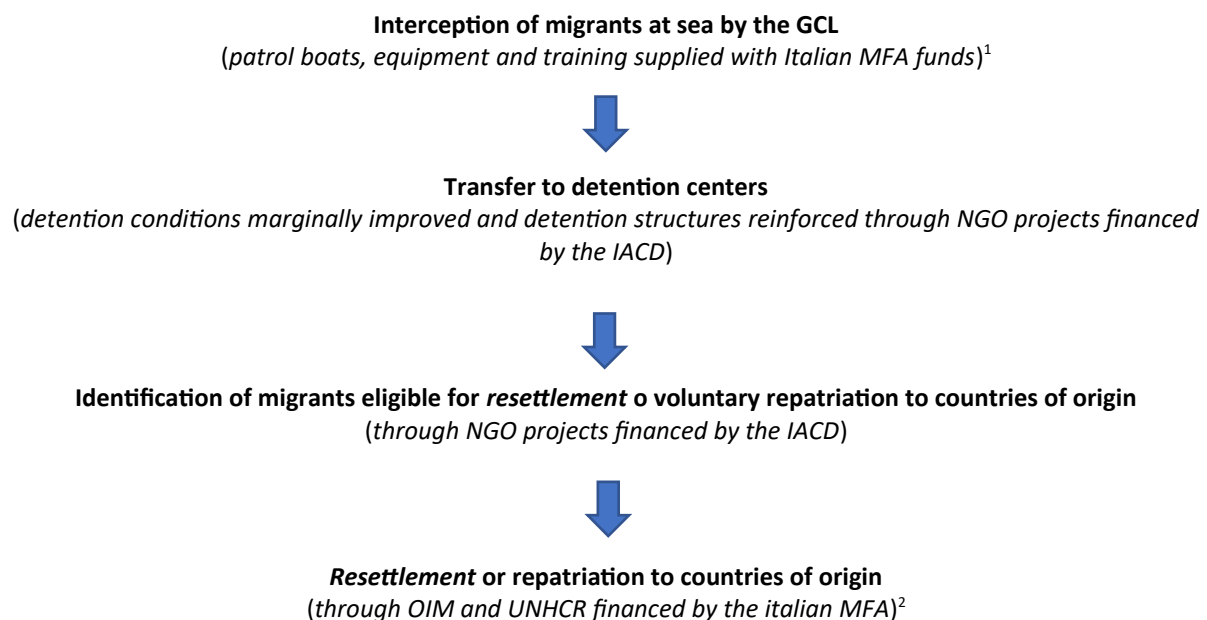 Interception of migrants at sea by the GCL
(patrol boats, equipment and training supplied with Italian MFA funds)1
Transfer to detention centers
(detention conditions marginally improved and detention structures reinforced through NGO projects financed
by the IACD)
Identification of migrants eligible for resettlement o voluntary repatriation to countries of origin
(through NGO projects financed by the IACD)
Resettlement or repatriation to countries of origin
(through OIM and UNHCR financed by the italian MFA)2